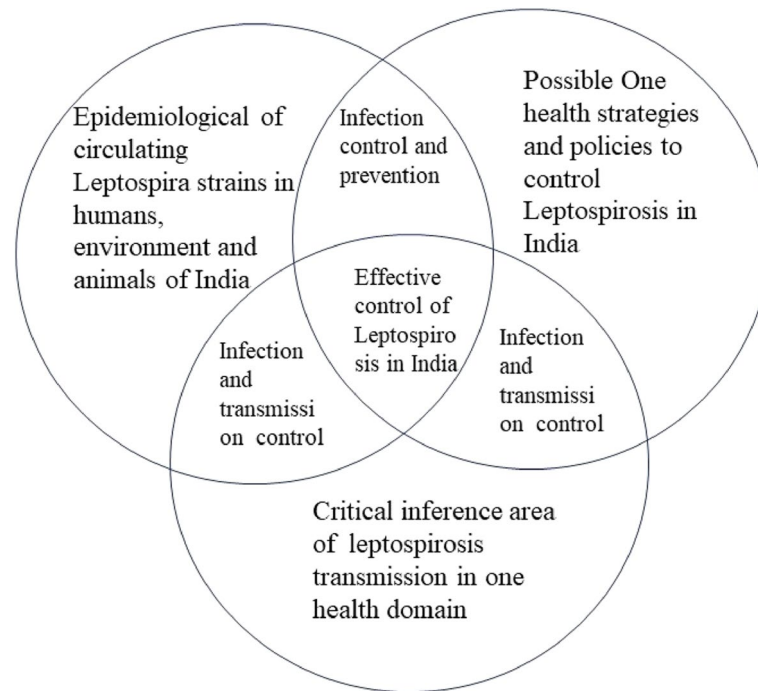 Epidemiological of
circulating
Leptospira strains in
humans,
environment and
animals of India
Infection
control and
prevention
Possible One
health strategies
and policies to
control
Leptospirosis in
India
Effective
control of
Leptospiro
sis in India
Infection
and
transmissi
on control
Infection
and
transmissi
on control
Critical inference area
of leptospirosis
transmission in one
health domain